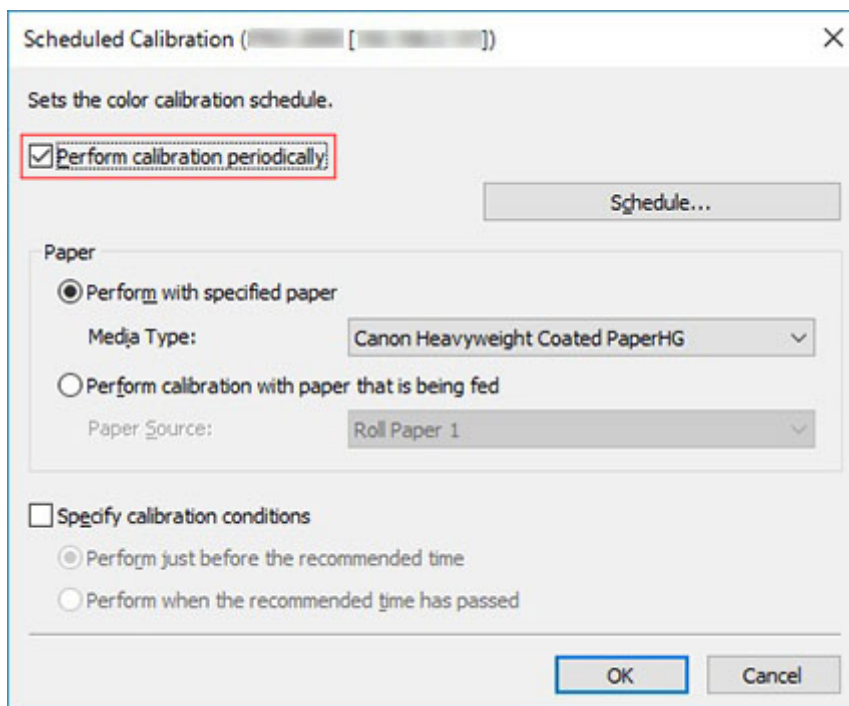 Scheduled Calibration ( [ ])
Sets the color calibration schedule.
Perform calibration periodically
Schedule...
Paper
Perform with specified paper
Media Type: Canon Heavyweight Coated PaperHG
Perform calibration with paper that is being fed
Paper Source: Roll Paper 1
Specify calibration conditions
Perform just before the recommended time
Perform when the recommended time has passed
OK Cancel